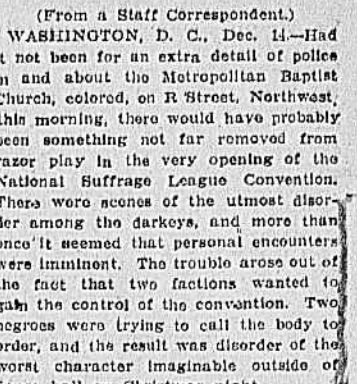 (From a Staff Correspondent.)
WASHINGTON, D. C., Dec. 14.—Had
t not been for an extra detail of police
n and about the Metropolitan Baptist
Church, colored, on R Street, Northwest,
this morning, there would have probably
been something not far removed from
razor play in the very opening of the
National Suffrage League Convention.
There were scenes of the utmost disor-
der among the darkeys, and more than
once it seemed that personal encounters
were imminent. The trouble arose out of
the fact that two factions wanted to
gain the control of the convention. Two
negroes were trying to call the body to
order, and the result was disorder of the
worst character imaginable outside of
hall on Christmas night